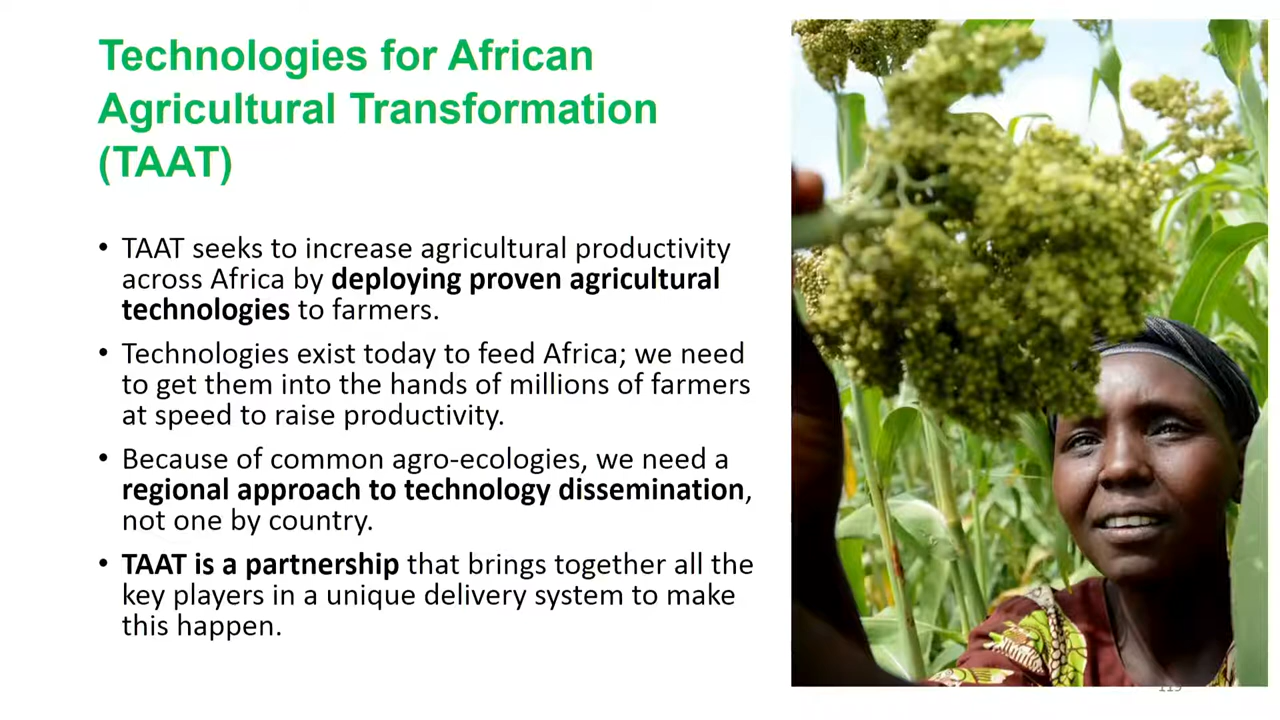 Technologies for African
Agricultural Transformation
(TAAT)
• TAAT seeks to increase agricultural productivity
across Africa by deploying proven agricultural
technologies to farmers.
• Technologies exist today to feed Africa; we need
to get them into the hands of millions of farmers
at speed to raise productivity.
• Because of common agro-ecologies, we need a
regional approach to technology dissemination,
not one by country.
• TAAT is a partnership that brings together all the
key players in a unique delivery system to make
this happen.